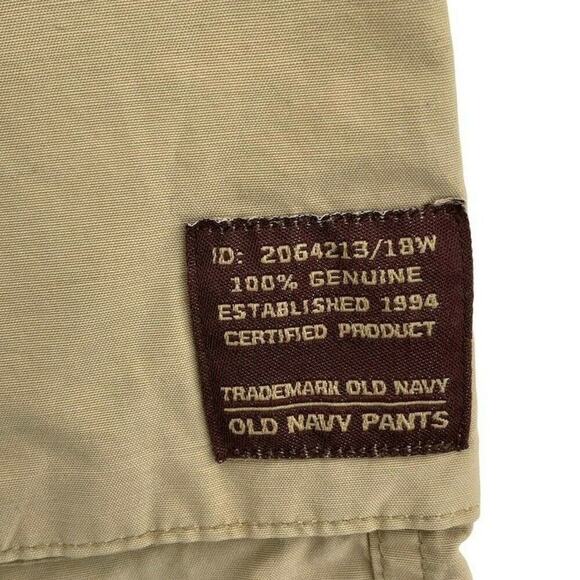 ID: 2064213/18W
100% GENUINE
ESTABLISHED 1994
CERTIFIED PRODUCT
TRADEMARK OLD NAVY
OLD NAVY PANTS